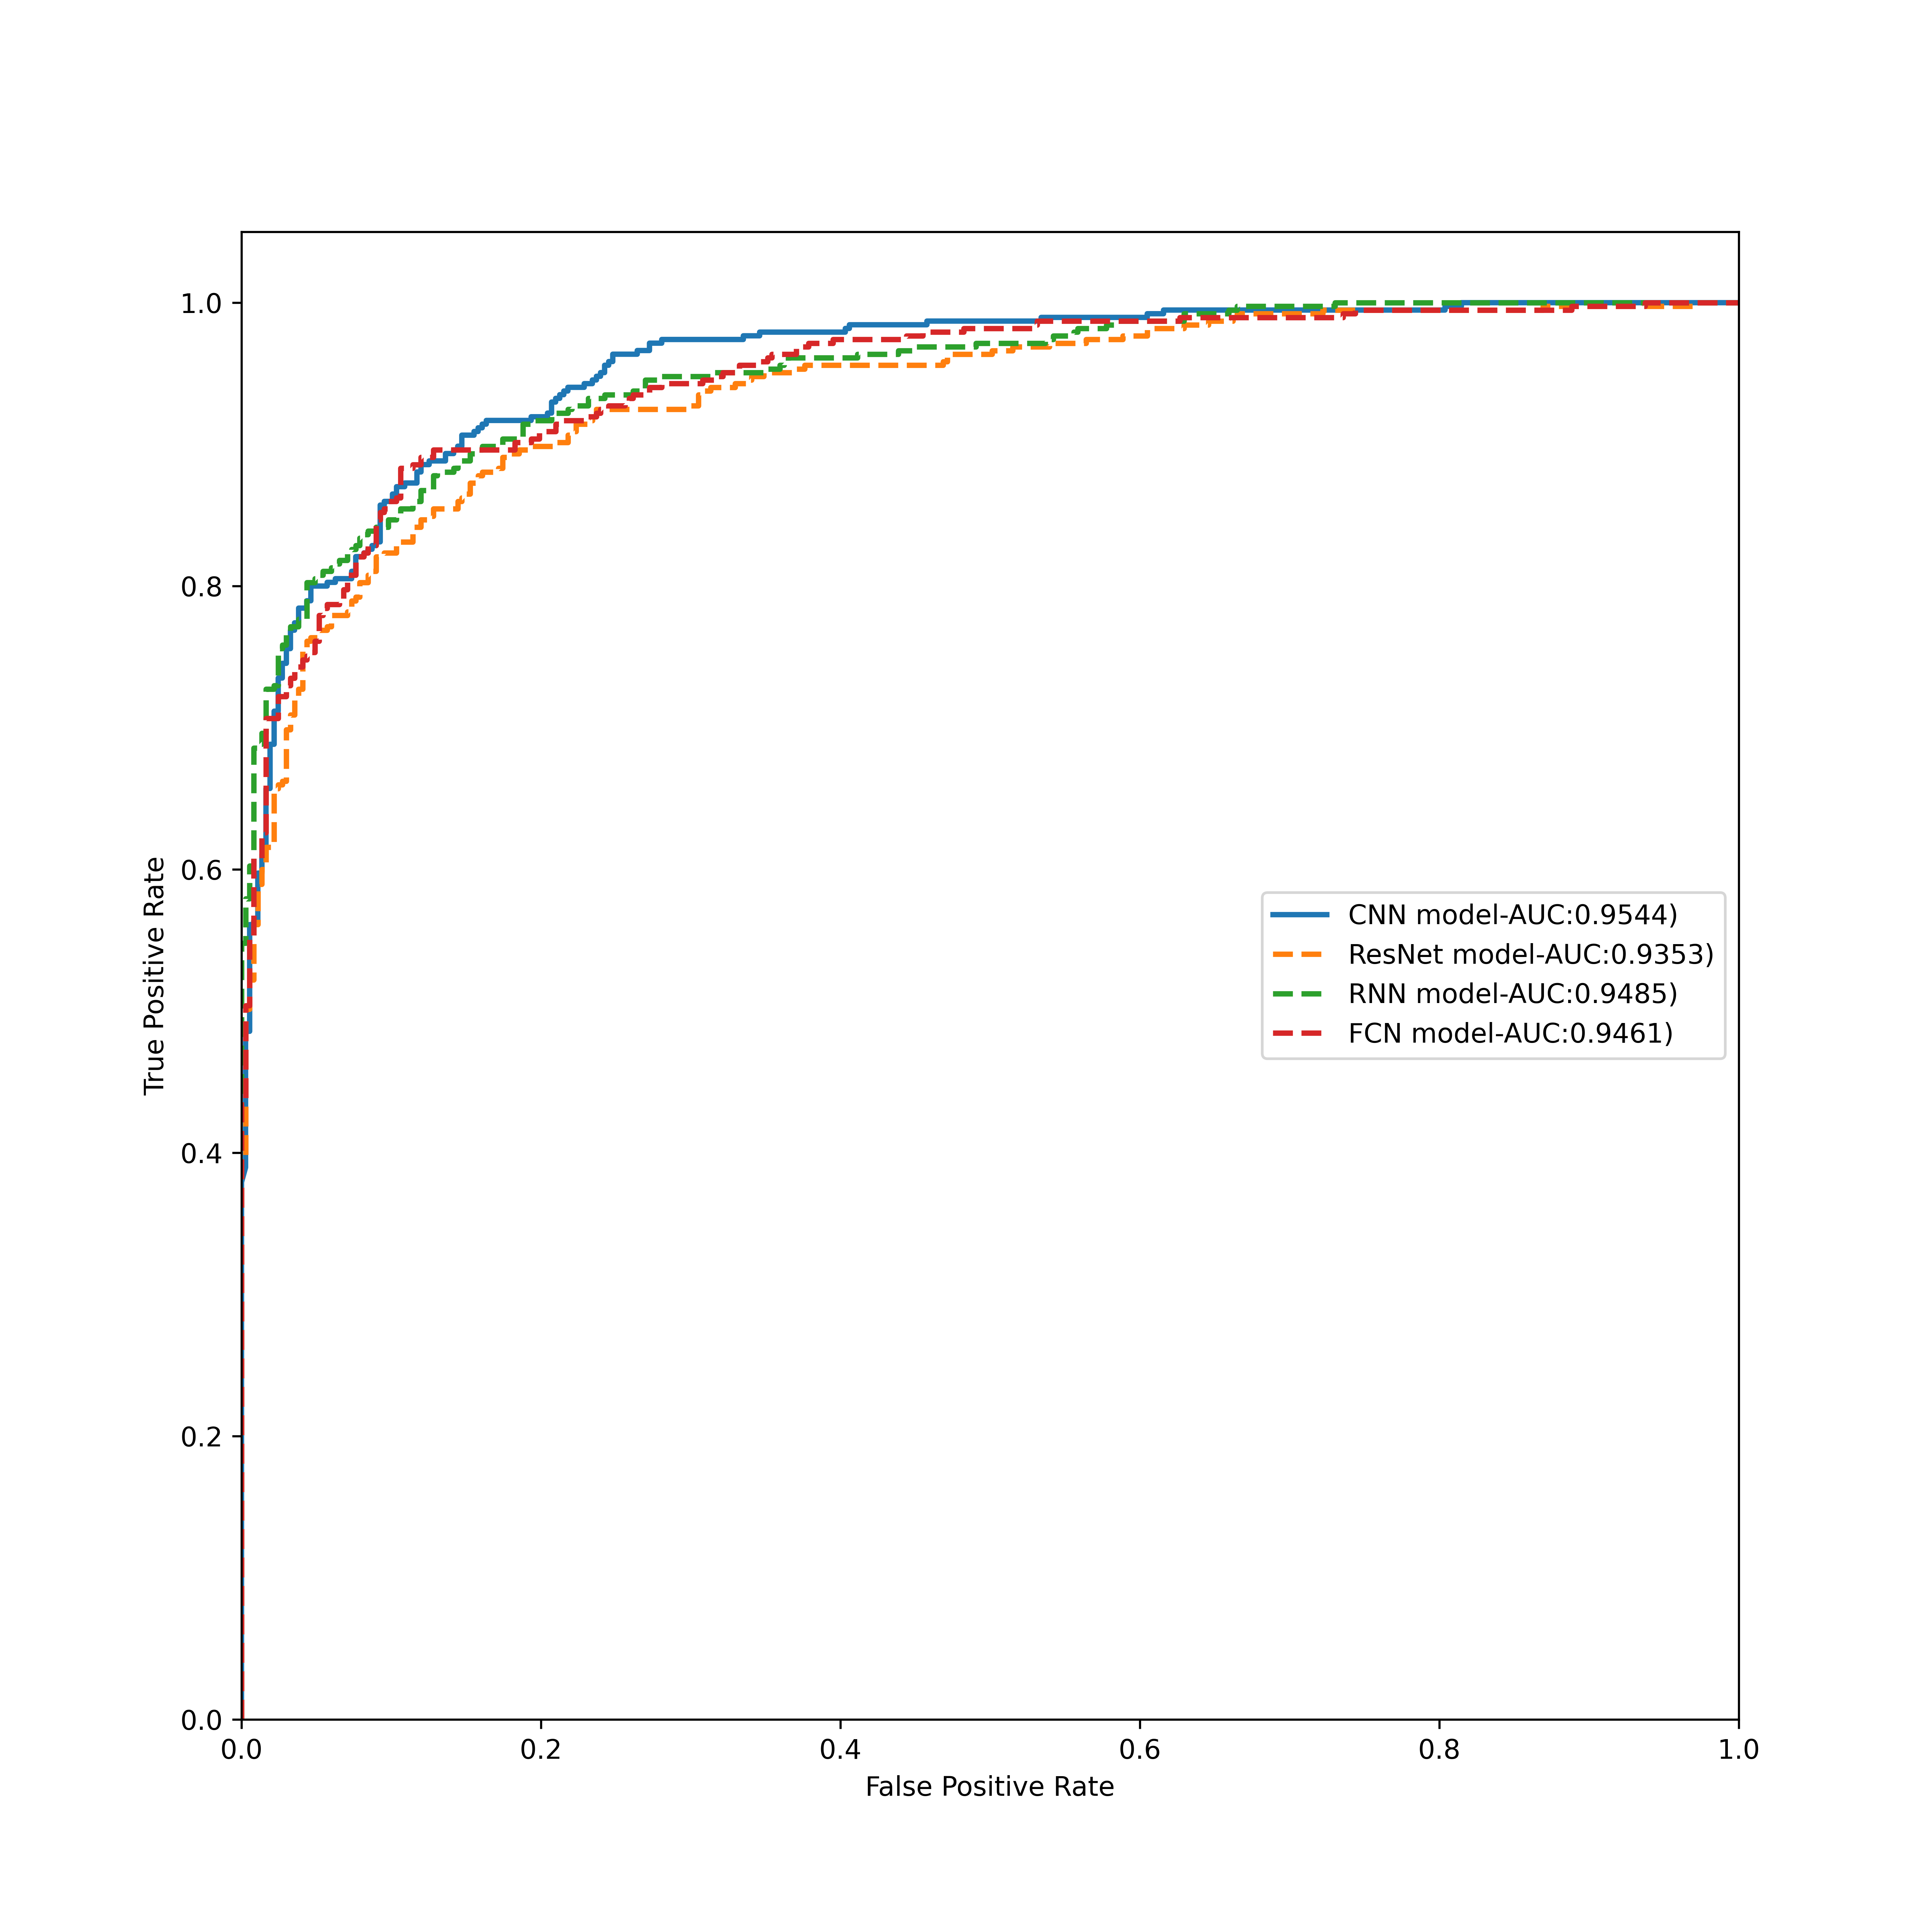 1.0
0.8
0.6
0.4
0.2
0.0
True Positive Rate
CNN model-AUC:0.9544)
ResNet model-AUC:0.9353)
RNN model-AUC:0.9485)
FCN model-AUC:0.9461)
0.0 0.2 0.4 0.6 0.8 1.0
False Positive Rate